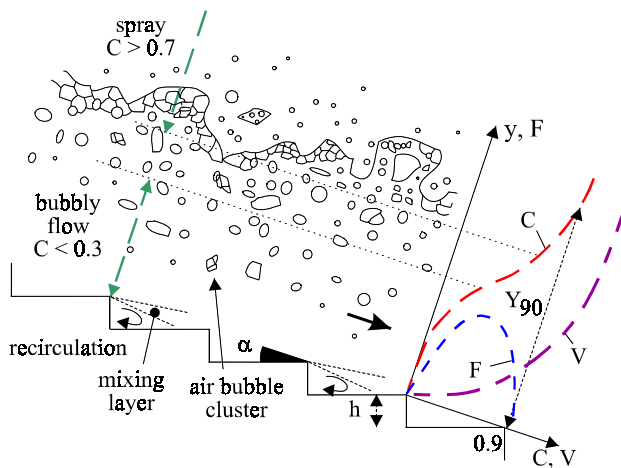 spray
C > 0.7
y, F
bubbly
flow
C < 0.3
C
Y90
V
F
α
recirculation
mixing
layer
air bubble
cluster
h
0.9
C, V